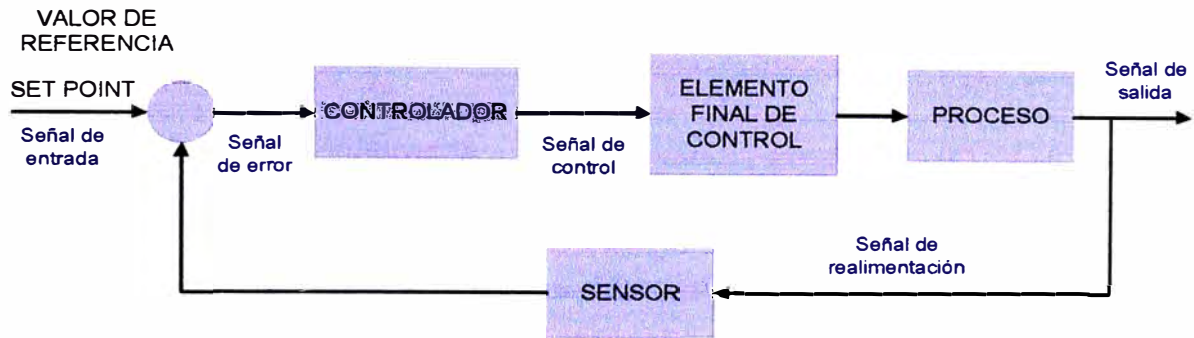 VALOR DE
REFERENCIA
SET POINT
Señal de
entrada
Señal
de error
CONTROLADOR
Señal de
control
ELEMENTO
FINAL DE
CONTROL
PROCESO
Señal de
salida
Señal de
realimentación
SENSOR